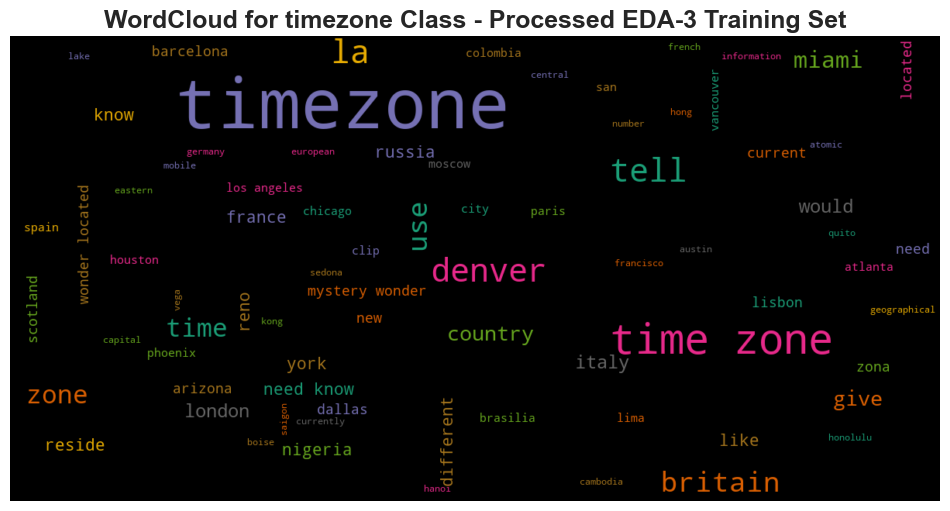 WordCloud for timezone Class - Processed EDA-3 Training Set
lake
barcelona
la
colombia
french
information
miami
located
central
timezone
san
vancouver
know
hong
number
germany
european
russia
moscow
mobile
tell
current
atomic
eastern
los angeles
wonder located
spain
france
chicago
use
city
paris
would
quito
clip
austin
need
houston
sedona
denver
francisco
atlanta
scotland
vega
reno
mystery wonder
lisbon
geographical
time
kong
new
country
time zone
capital
phoenix
york
italy
zona
zone
arizona
need know
give
london
saigon
dallas
currently
different
brasilia
lima
like
honolulu
reside
boise
nigeria
hanoi
cambodia
britain